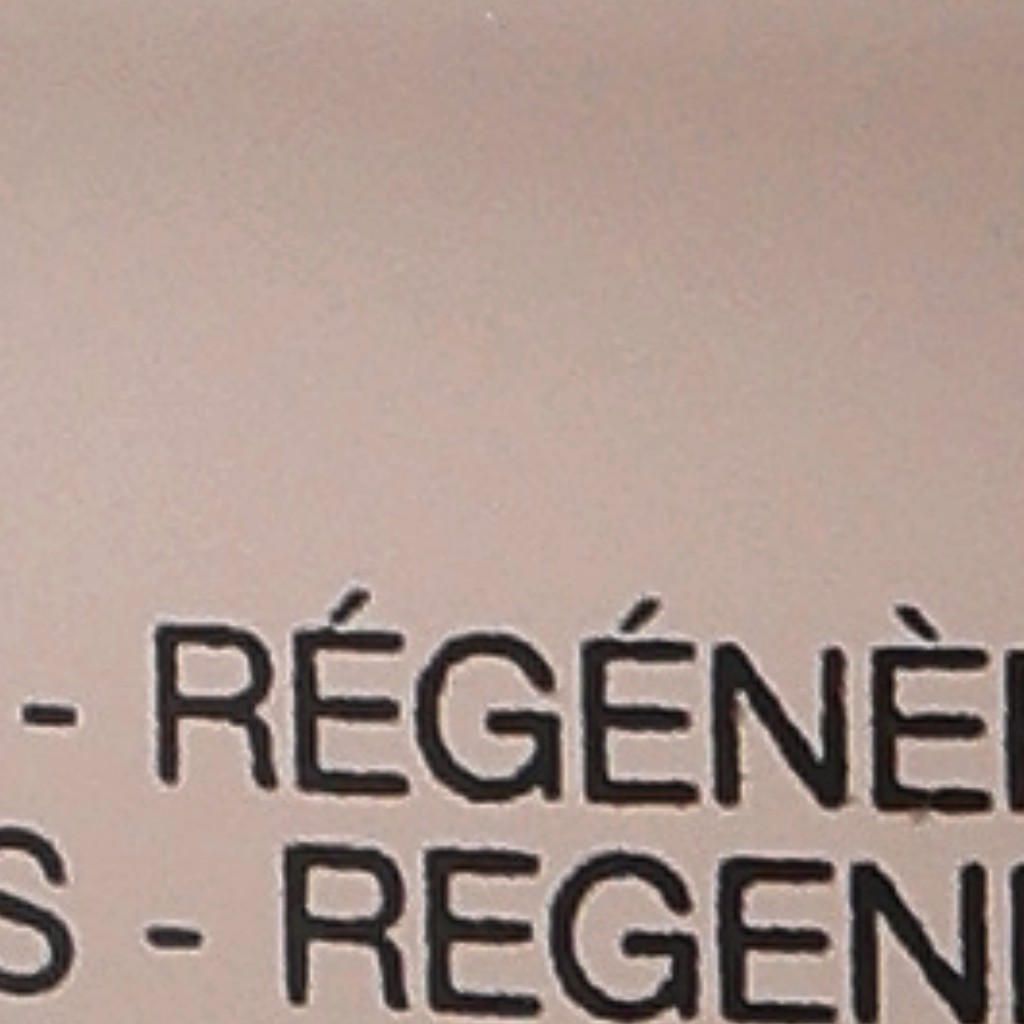 - RÉGÉNÈ
S - REGEN